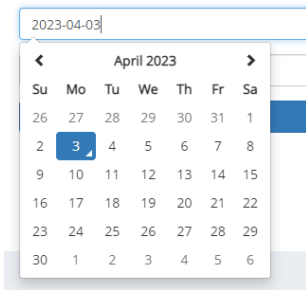 2023-04-03
April 2023
Su Mo Tu We Th Fr Sa
26 27 28 29 30 31 1
2 3 4 5 6 7 8
9 10 11 12 13 14 15
16 17 18 19 20 21 22
23 24 25 26 27 28 29
30 1 2 3 4 5 6